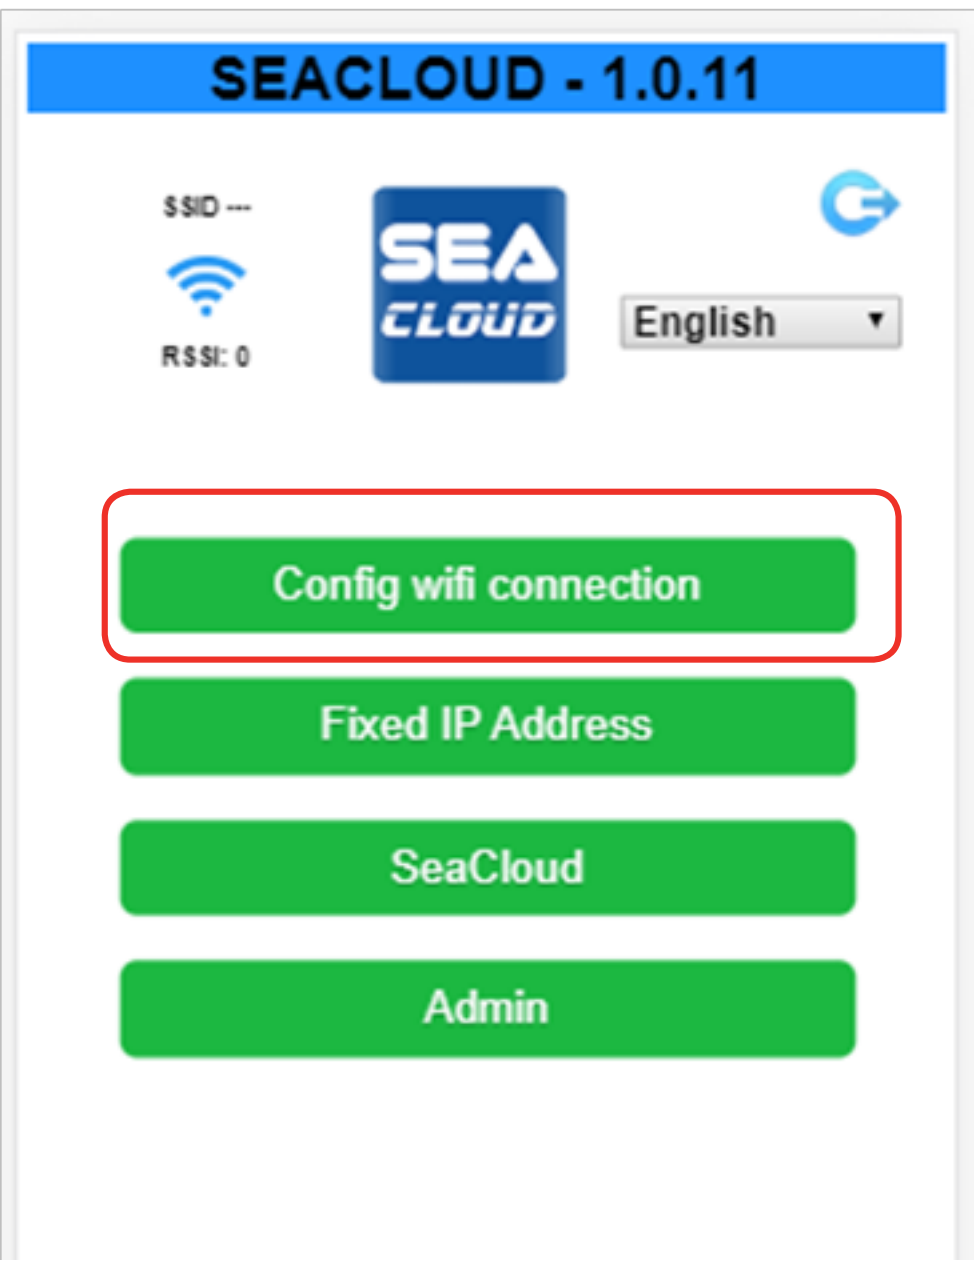 SEACLOUD - 1.0.11
SSID ---
RSSI: 0
SEA
CLOUD
English
Config wifi connection
Fixed IP Address
SeaCloud
Admin